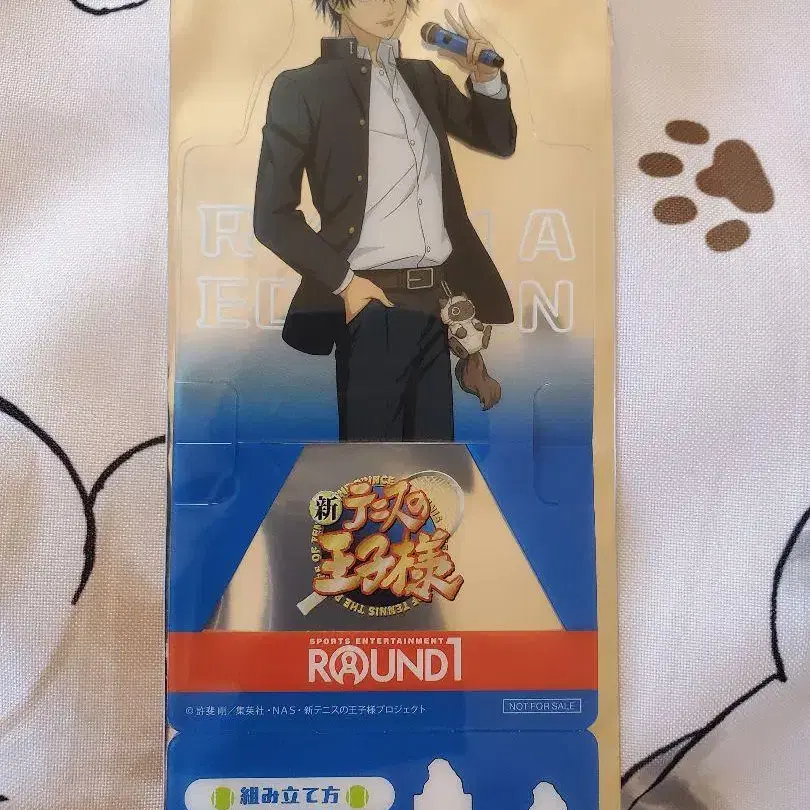 R A
E N
新テニスの
王子様
SPORTS ENTERTAINMENT
ROUND1
© 許斐 剛／集英社・NAS・新テニスの王子様プロジェクト
NOT FOR SALE
組み立て方